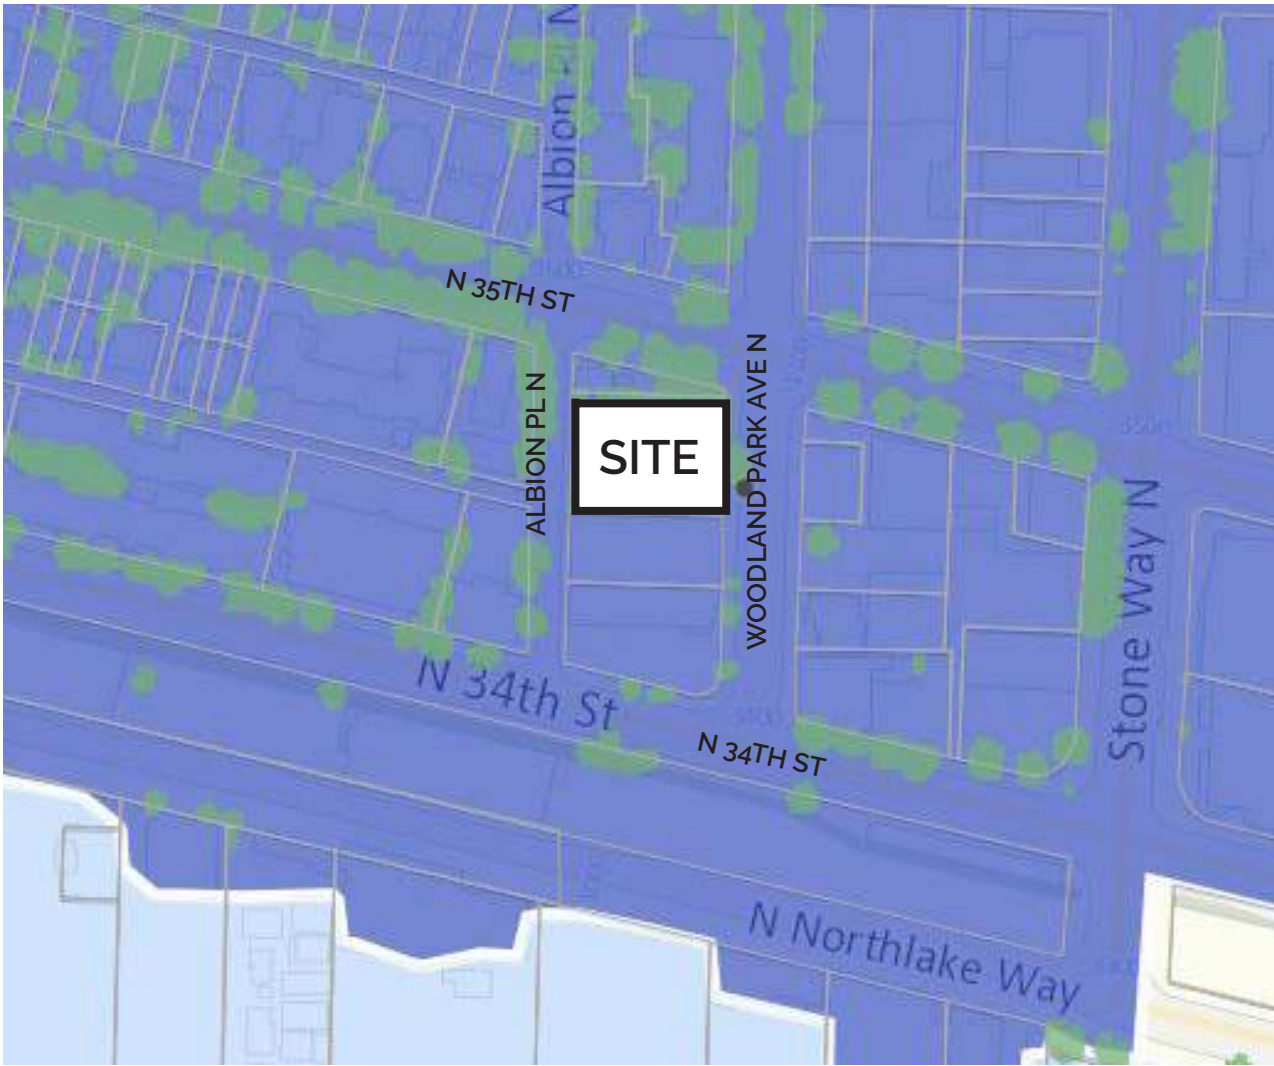 Albion Pl N
N 35TH ST
ALBION PL N
SITE
WOODLAND PARK AVE N
3500
Stone Way N
N 34th St
N 34TH ST
N Northlake Way